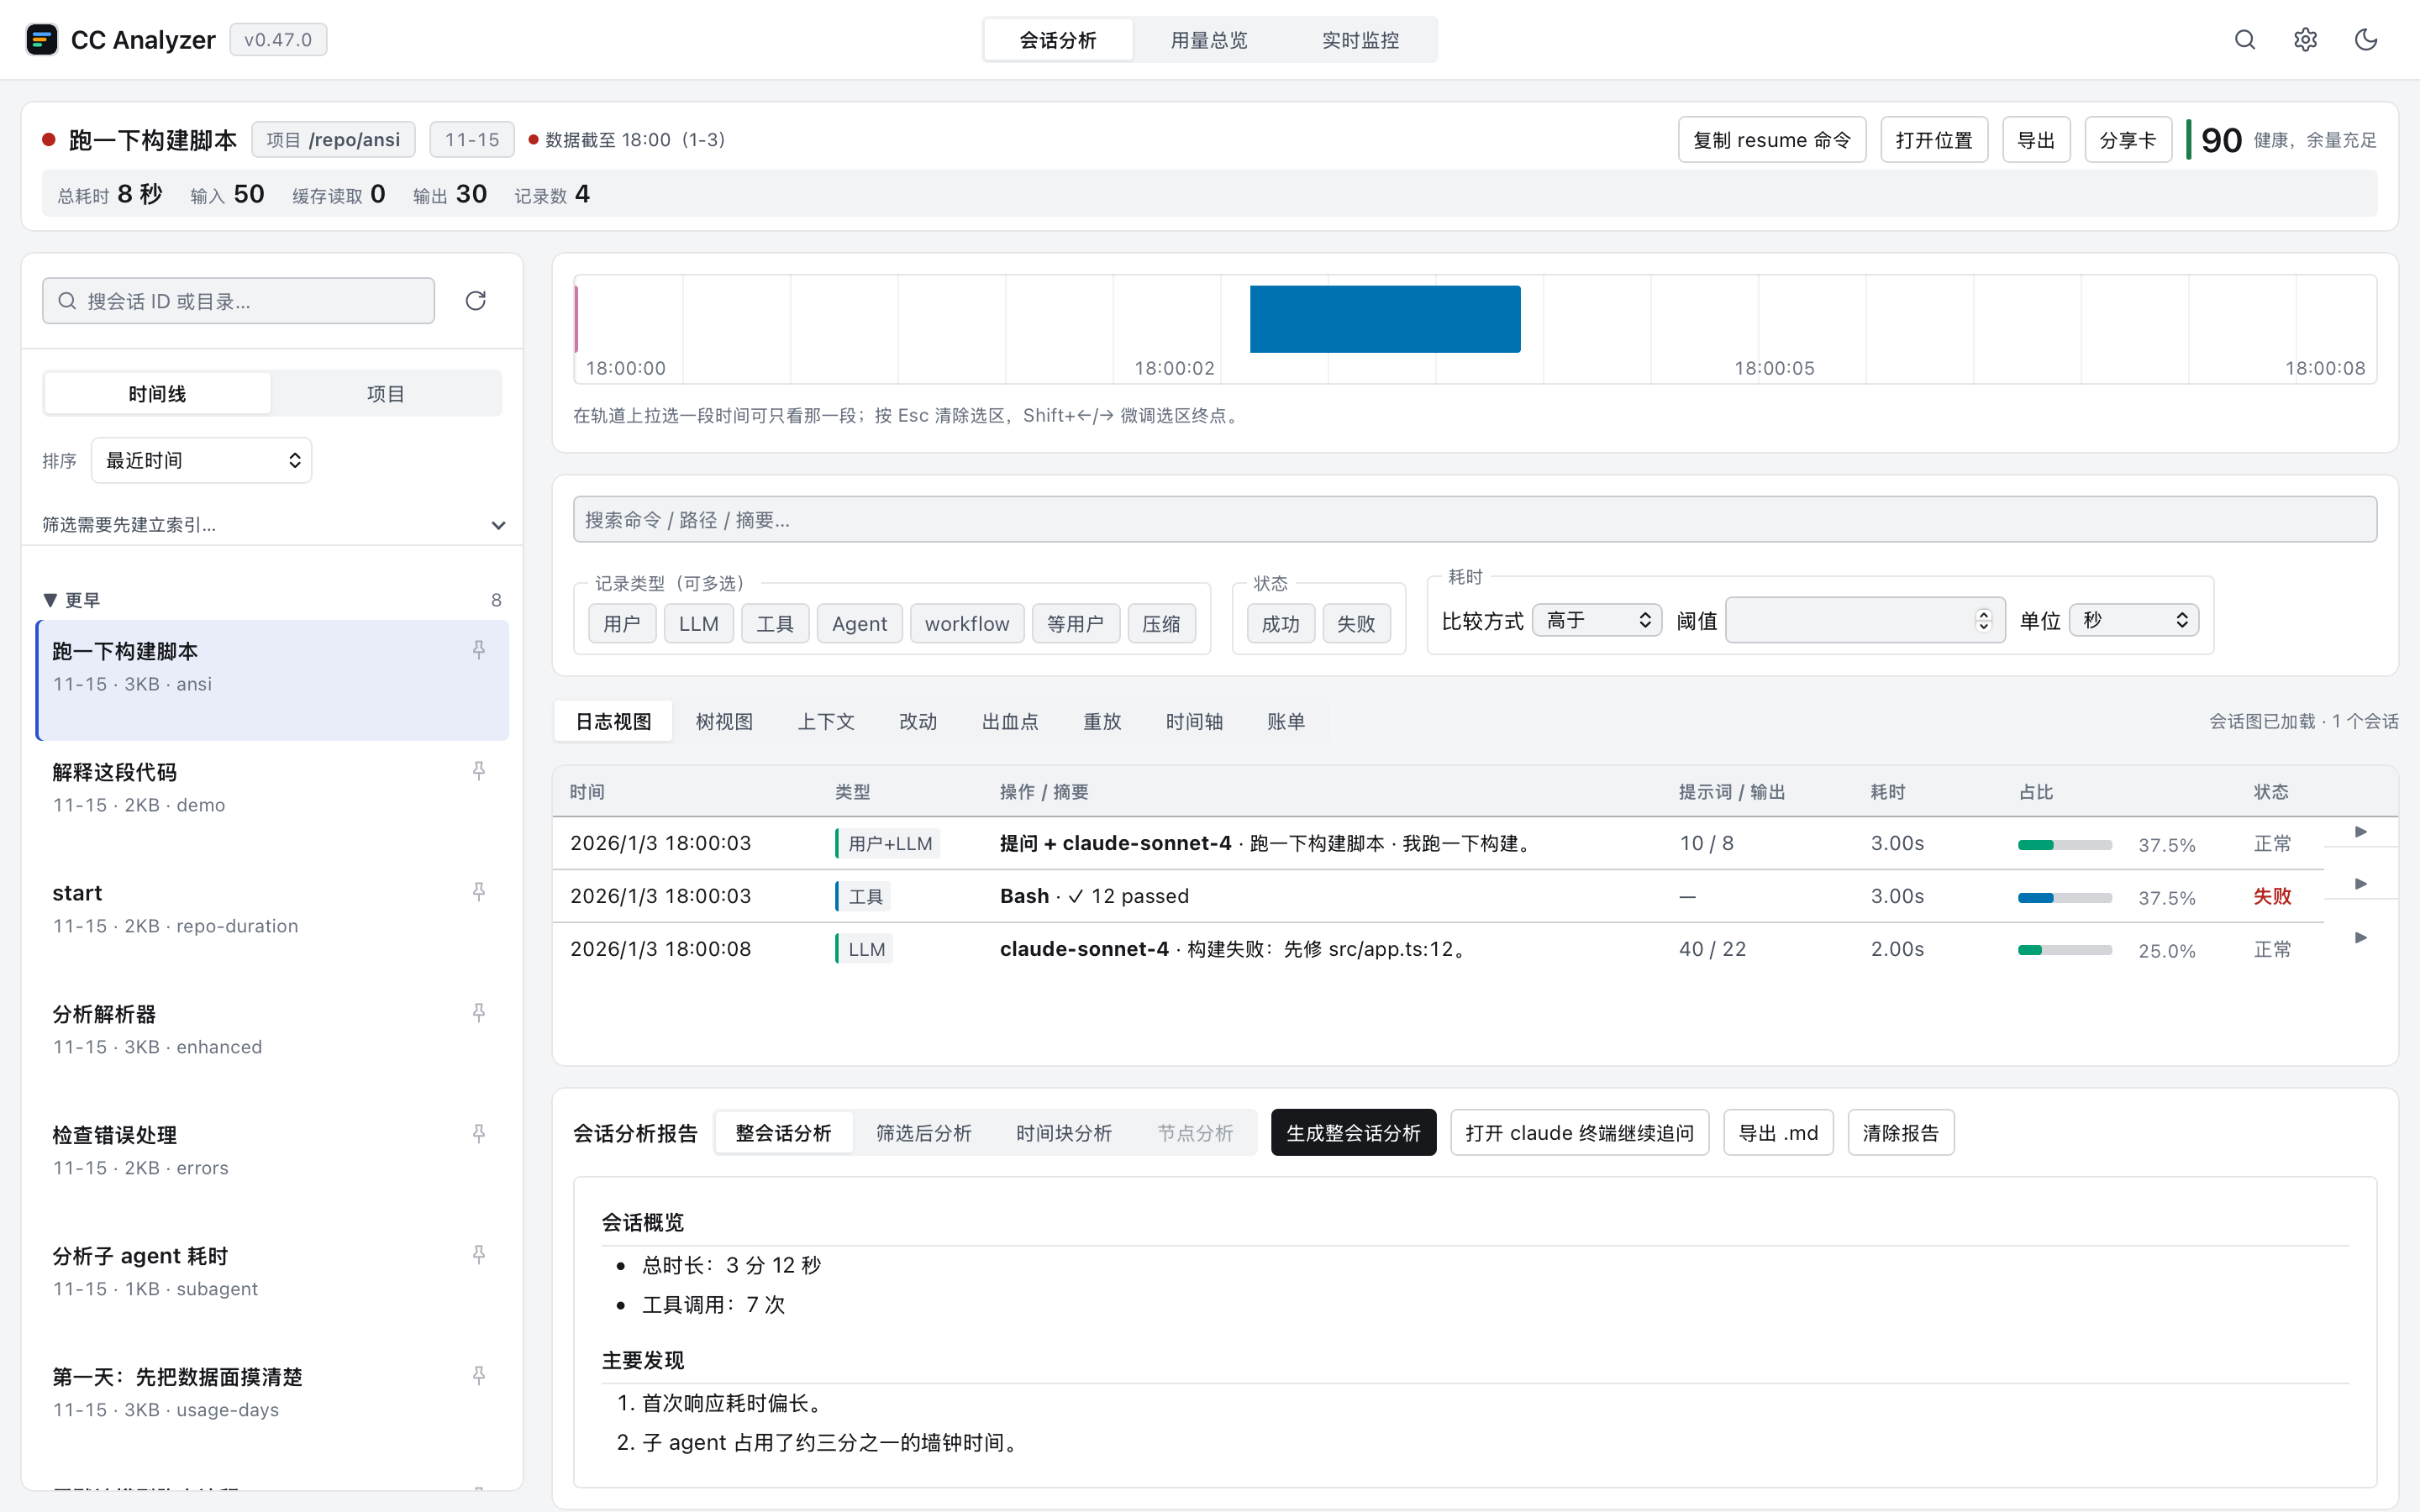 CC Analyzer v0.47.0 会话分析 用量总览 实时监控
跑一下构建脚本 项目 /repo/ansi 11-15 数据截至 18:00 (1-3) 复制 resume 命令 打开位置 导出 分享卡 90 健康，余量充足
总耗时 8 秒 输入 50 缓存读取 0 输出 30 记录数 4
搜会话 ID 或目录...
时间线 项目
排序 最近时间
筛选需要先建立索引...
▼ 更早 8
跑一下构建脚本
11-15 · 3KB · ansi
解释这段代码
11-15 · 2KB · demo
start
11-15 · 2KB · repo-duration
分析解析器
11-15 · 3KB · enhanced
检查错误处理
11-15 · 2KB · errors
分析子 agent 耗时
11-15 · 1KB · subagent
第一天：先把数据面摸清楚
11-15 · 3KB · usage-days
18:00:00 18:00:02 18:00:05 18:00:08
在轨道上拉选一段时间可只看那一段；按 Esc 清除选区，Shift+←/→ 微调选区终点。
搜索命令 / 路径 / 摘要...
记录类型（可多选） 状态 耗时
用户 LLM 工具 Agent workflow 等用户 压缩 成功 失败 比较方式 高于 阈值 单位 秒
日志视图 树视图 上下文 改动 出血点 重放 时间轴 账单 会话图已加载 · 1 个会话
时间 类型 操作 / 摘要 提示词 / 输出 耗时 占比 状态
2026/1/3 18:00:03 用户+LLM 提问 + claude-sonnet-4 · 跑一下构建脚本 · 我跑一下构建。 10 / 8 3.00s 37.5% 正常 ▶
2026/1/3 18:00:03 工具 Bash · ✓ 12 passed — 3.00s 37.5% 失败 ▶
2026/1/3 18:00:08 LLM claude-sonnet-4 · 构建失败：先修 src/app.ts:12。 40 / 22 2.00s 25.0% 正常 ▶
会话分析报告 整会话分析 筛选后分析 时间块分析 节点分析 生成整会话分析 打开 claude 终端继续追问 导出 .md 清除报告
会话概览
• 总时长：3 分 12 秒
• 工具调用：7 次
主要发现
1. 首次响应耗时偏长。
2. 子 agent 占用了约三分之一的墙钟时间。